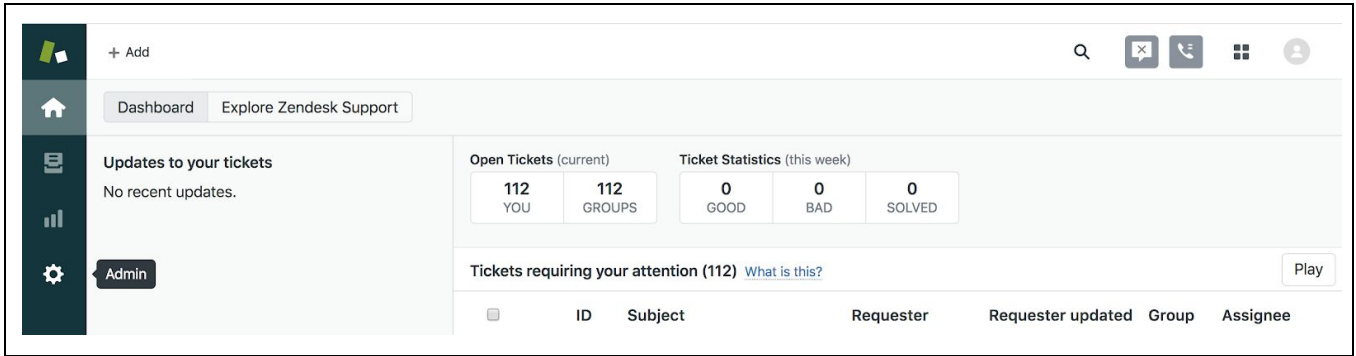 + Add
Dashboard Explore Zendesk Support
Updates to your tickets
No recent updates.
Open Tickets (current) Ticket Statistics (this week)
112 112 0 0 0
YOU GROUPS GOOD BAD SOLVED
Admin
Tickets requiring your attention (112) What is this? Play
ID Subject Requester Requester updated Group Assignee